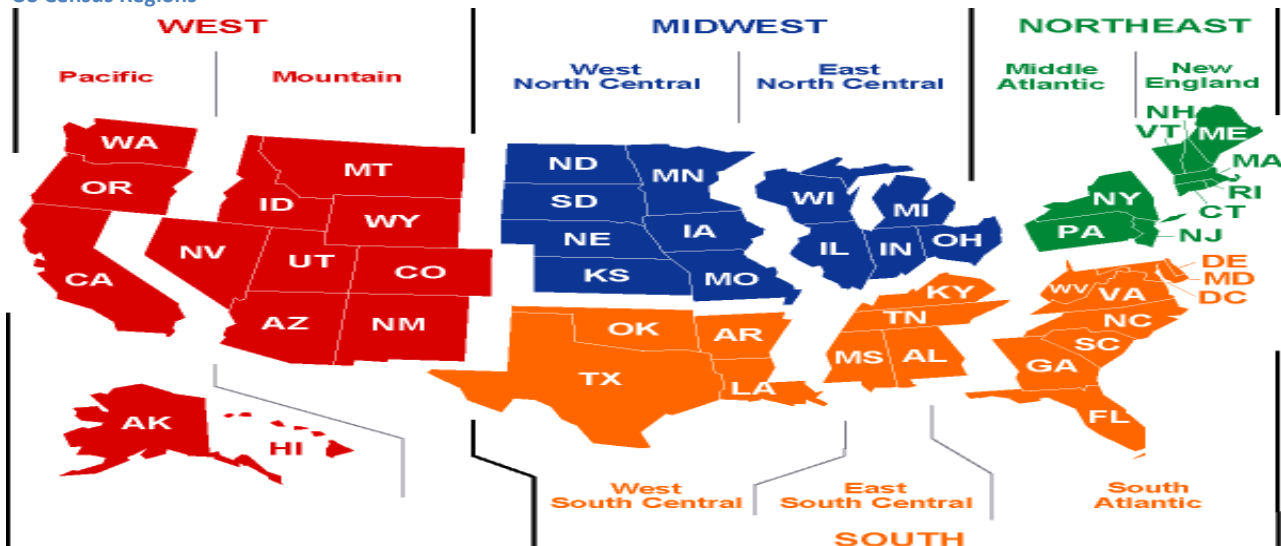 US Census Regions
WEST
MIDWEST
NORTHEAST
Pacific
Mountain
West
North Central
East
North Central
Middle
Atlantic
New
England
WA
OR
CA
NV
ID
MT
WY
UT
CO
AZ
NM
AK
HI
ND
SD
NE
KS
MN
IA
MO
WI
MI
IL
IN
OH
NH
VT
ME
MA
RI
CT
NY
PA
NJ
OK
AR
TX
LA
KY
TN
MS
AL
DE
MD
DC
WV
VA
NC
SC
GA
FL
West
South Central
East
South Central
South
Atlantic
SOUTH